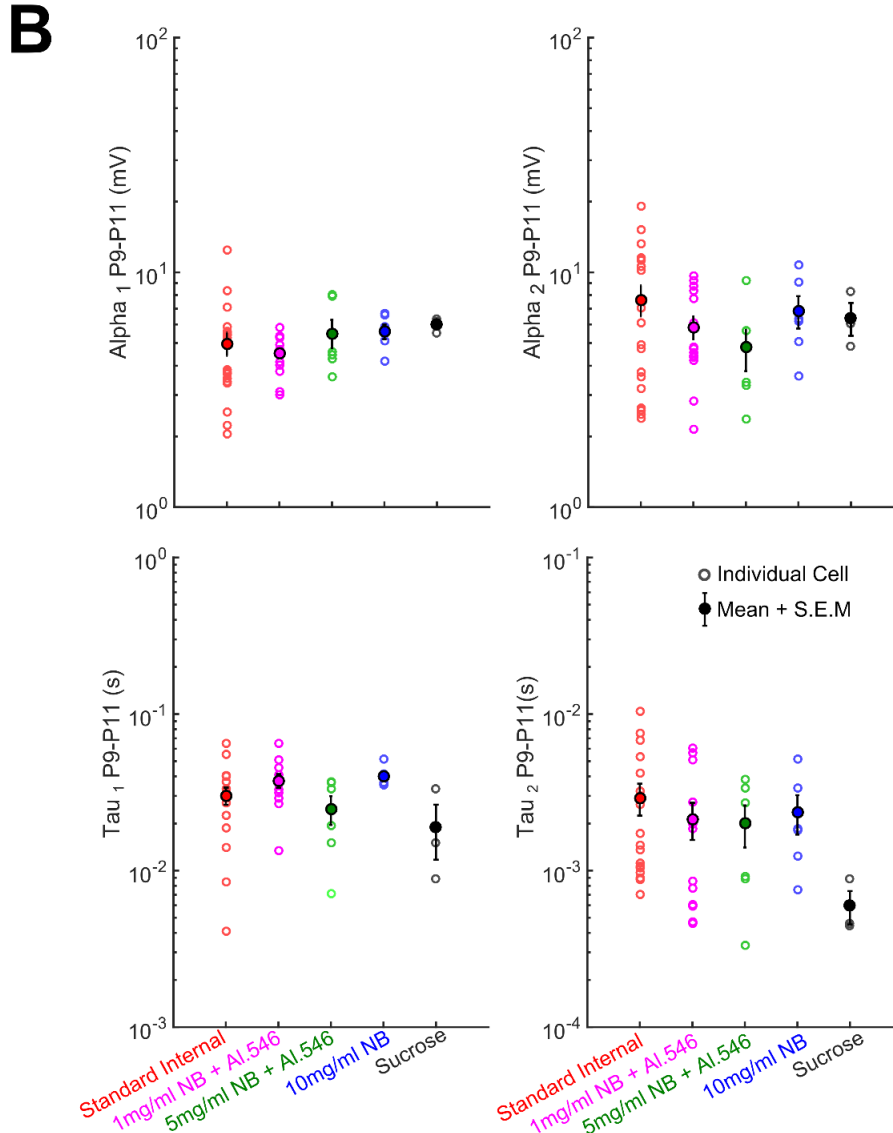 B
10^2
10^1
10^0
Alpha 1 P9-P11 (mV)
10^2
10^1
10^0
Alpha 2 P9-P11 (mV)
10^0
10^-1
10^-2
10^-3
Tau 1 P9-P11 (s)
10^-1
10^-2
10^-3
10^-4
Tau 2 P9-P11(s)
Individual Cell
Mean + S.E.M
Standard Internal
1mg/ml NB + Al.546
5mg/ml NB + Al.546
10mg/ml NB
Sucrose
Standard Internal
1mg/ml NB + Al.546
5mg/ml NB + Al.546
10mg/ml NB
Sucrose